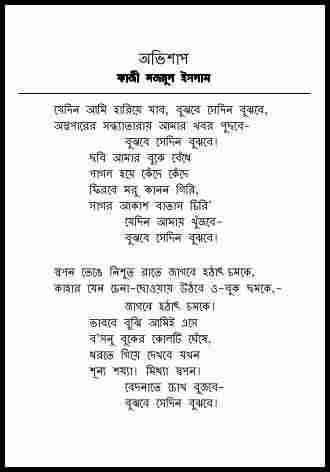 অভিশাপ
কাজী নজরুল ইসলাম
যেদিন আমি হারিয়ে যাব, বুঝবে সেদিন বুঝবে,
অস্তপারের সন্ধ্যাতারায় আমার খবর পুছবে-
বুঝবে সেদিন বুঝবে।
ছবি আমার বুকে বেঁধে
পাগল হয়ে কেঁদে কেঁদে
ফিরবে মরু কানন গিরি,
সাগর আকাশ বাতাস চিরি'
যেদিন আমায় খুঁজবে-
বুঝবে সেদিন বুঝবে।
স্বপন ভেঙে নিশুত্ রাতে জাগবে হঠাৎ চমকে,
কাহার যেন চেনা-ছোঁওয়ায় উঠবে ও-বুক ছমকে,-
জাগবে হঠাৎ চমকে।
ভাববে বুঝি আমিই এসে
ব'সনু বুকের কোলটি ঘেঁষে,
ধরতে গিয়ে দেখবে যখন
শূন্য শয্যা। মিথ্যা স্বপন।
বেদনাতে চোখ বুজবে-
বুঝবে সেদিন বুঝবে।